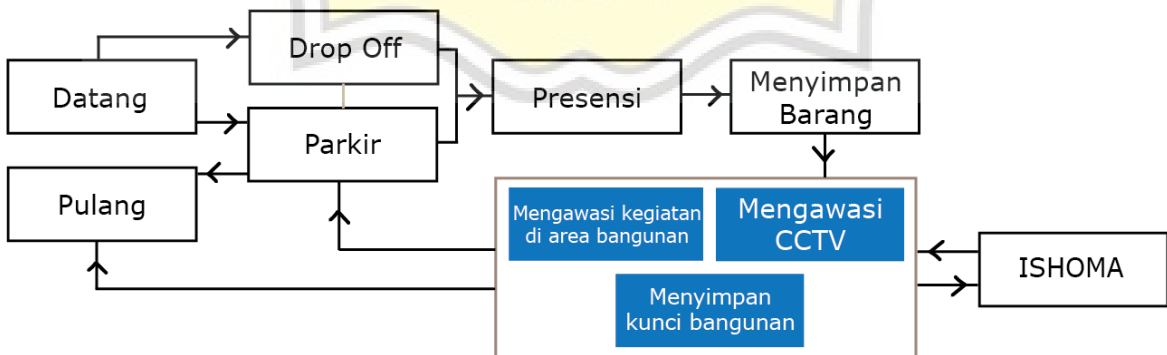 Datang
Drop Off
Parkir
Pulang
Presensi
Menyimpan
Barang
Mengawasi kegiatan
di area bangunan
Mengawasi
CCTV
Menyimpan
kunci bangunan
ISHOMA